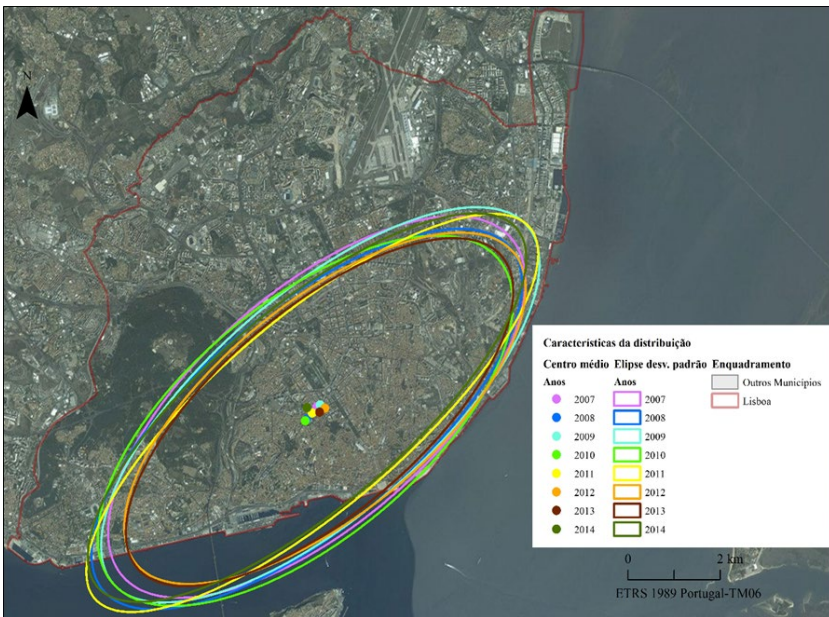 N
Características da distribuição
Centro médio Elipse desv. padrão Enquadramento
Anos Anos Outros Municípios
2007 2007 Lisboa
2008 2008
2009 2009
2010 2010
2011 2011
2012 2012
2013 2013
2014 2014
0 2 km
ETRS 1989 Portugal-TM06